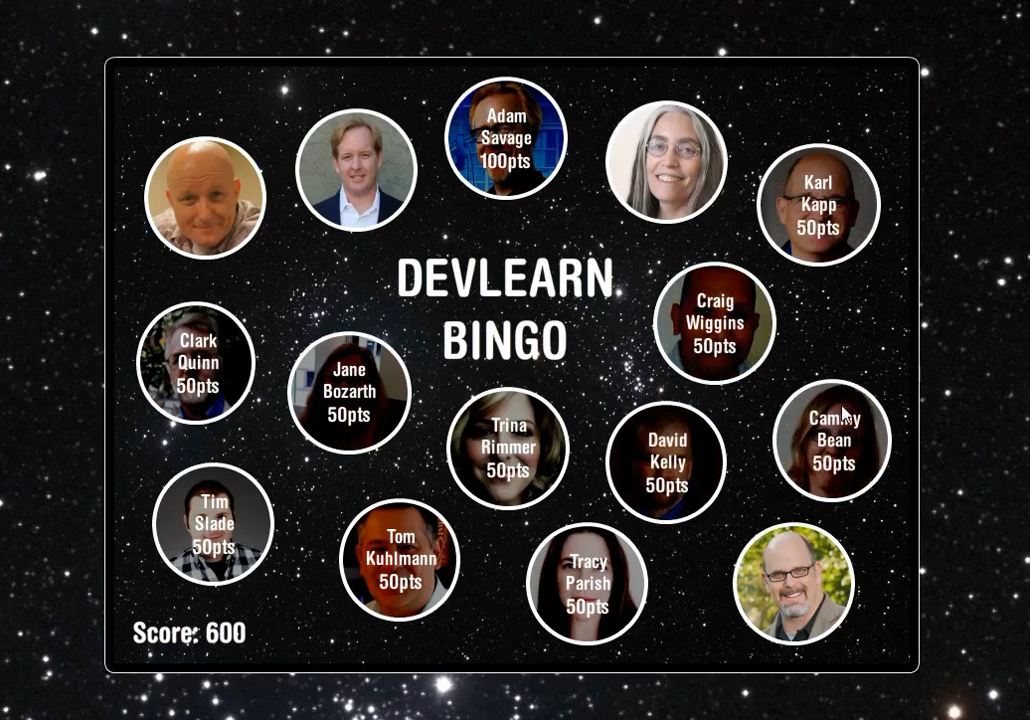 Adam
Savage
100pts
Karl
Kapp
50pts
DEVLEARN
BINGO
Craig
Wiggins
50pts
Clark
Quinn
50pts
Jane
Bozarth
50pts
Trina
Rimmer
50pts
David
Kelly
50pts
Cammy
Bean
50pts
Tim
Slade
50pts
Tom
Kuhlmann
50pts
Tracy
Parish
50pts
Score: 600